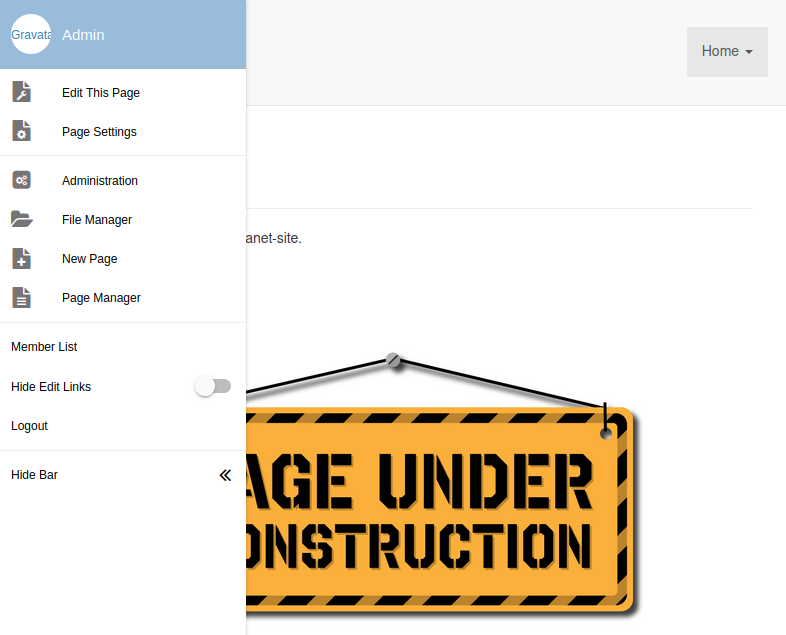 Gravata
Admin
Home
Edit This Page
Page Settings
Administration
anet-site.
File Manager
New Page
Page Manager
Member List
Hide Edit Links
Logout
Hide Bar
AGE UNDER
ONSTRUCTION